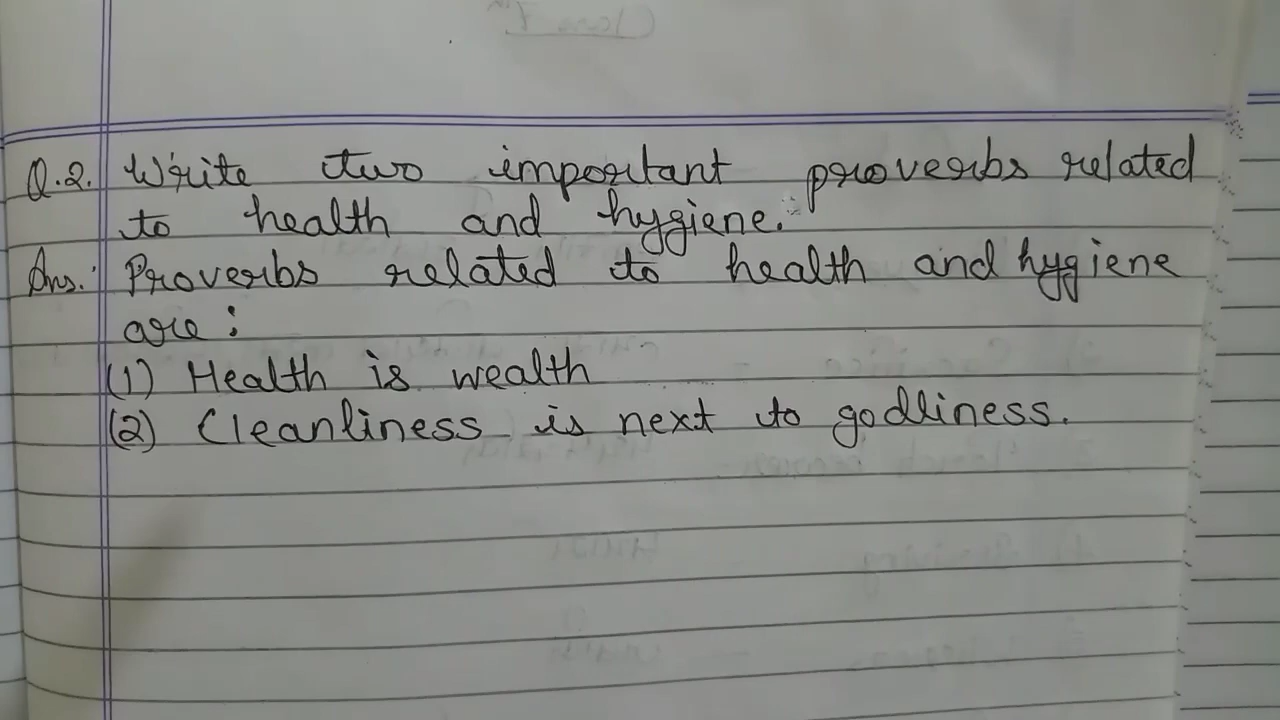 Q.2. Write two important proverbs related
to health and hygiene.
Ans: Proverbs related to health and hygiene
are:
(1) Health is wealth
(2) Cleanliness is next to godliness.